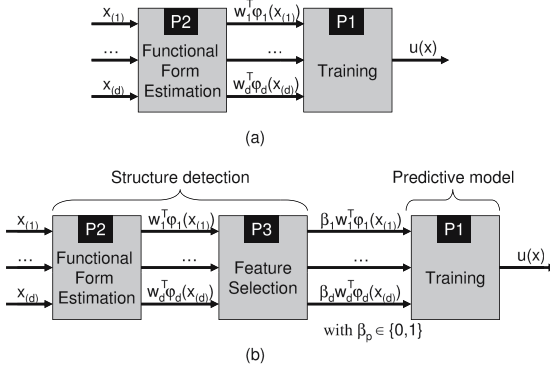 x(1) P2 w1Tφ1(x(1)) P1
... Functional ... u(x)
Form Training
x(d) Estimation wdTφd(x(d))
(a)
Structure detection Predictive model
x(1) P2 w1Tφ1(x(1)) P3 β1w1Tφ1(x(1)) P1
... Functional ... Feature ... u(x)
Form Selection Training
x(d) Estimation wdTφd(x(d)) βdwdTφd(x(d))
with βp ∈ {0,1}
(b)